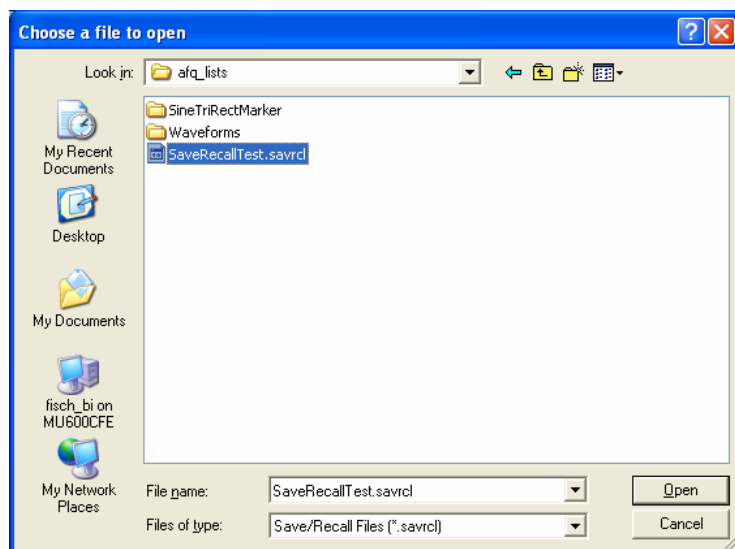 Choose a file to open
Look in: afq_lists
SineTriRectMarker
Waveforms
SaveRecallTest.savrcl
My Recent
Documents
Desktop
My Documents
fisch_bi on
MU600CFE
My Network
Places
File name: SaveRecallTest.savrcl Open
Files of type: Save/Recall Files (*.savrcl) Cancel